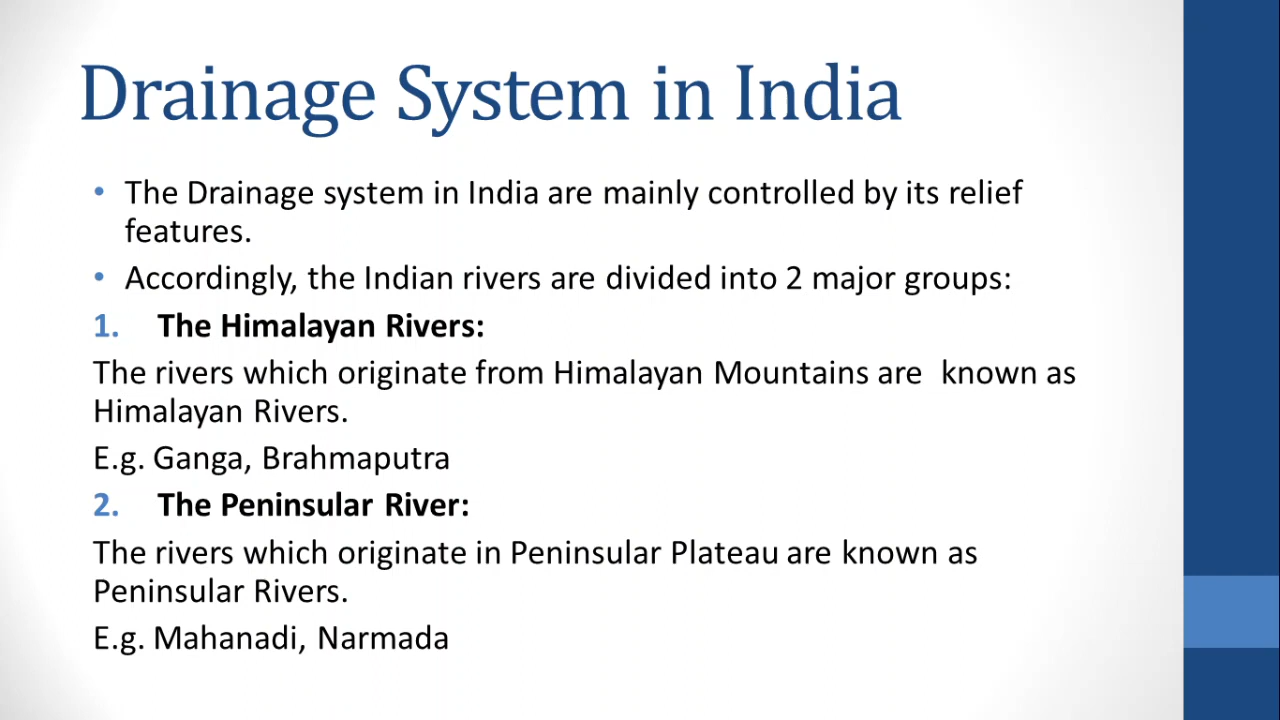 Drainage System in India
• The Drainage system in India are mainly controlled by its relief
features.
• Accordingly, the Indian rivers are divided into 2 major groups:
1. The Himalayan Rivers:
The rivers which originate from Himalayan Mountains are  known as
Himalayan Rivers.
E.g. Ganga, Brahmaputra
2. The Peninsular River:
The rivers which originate in Peninsular Plateau are known as
Peninsular Rivers.
E.g. Mahanadi, Narmada